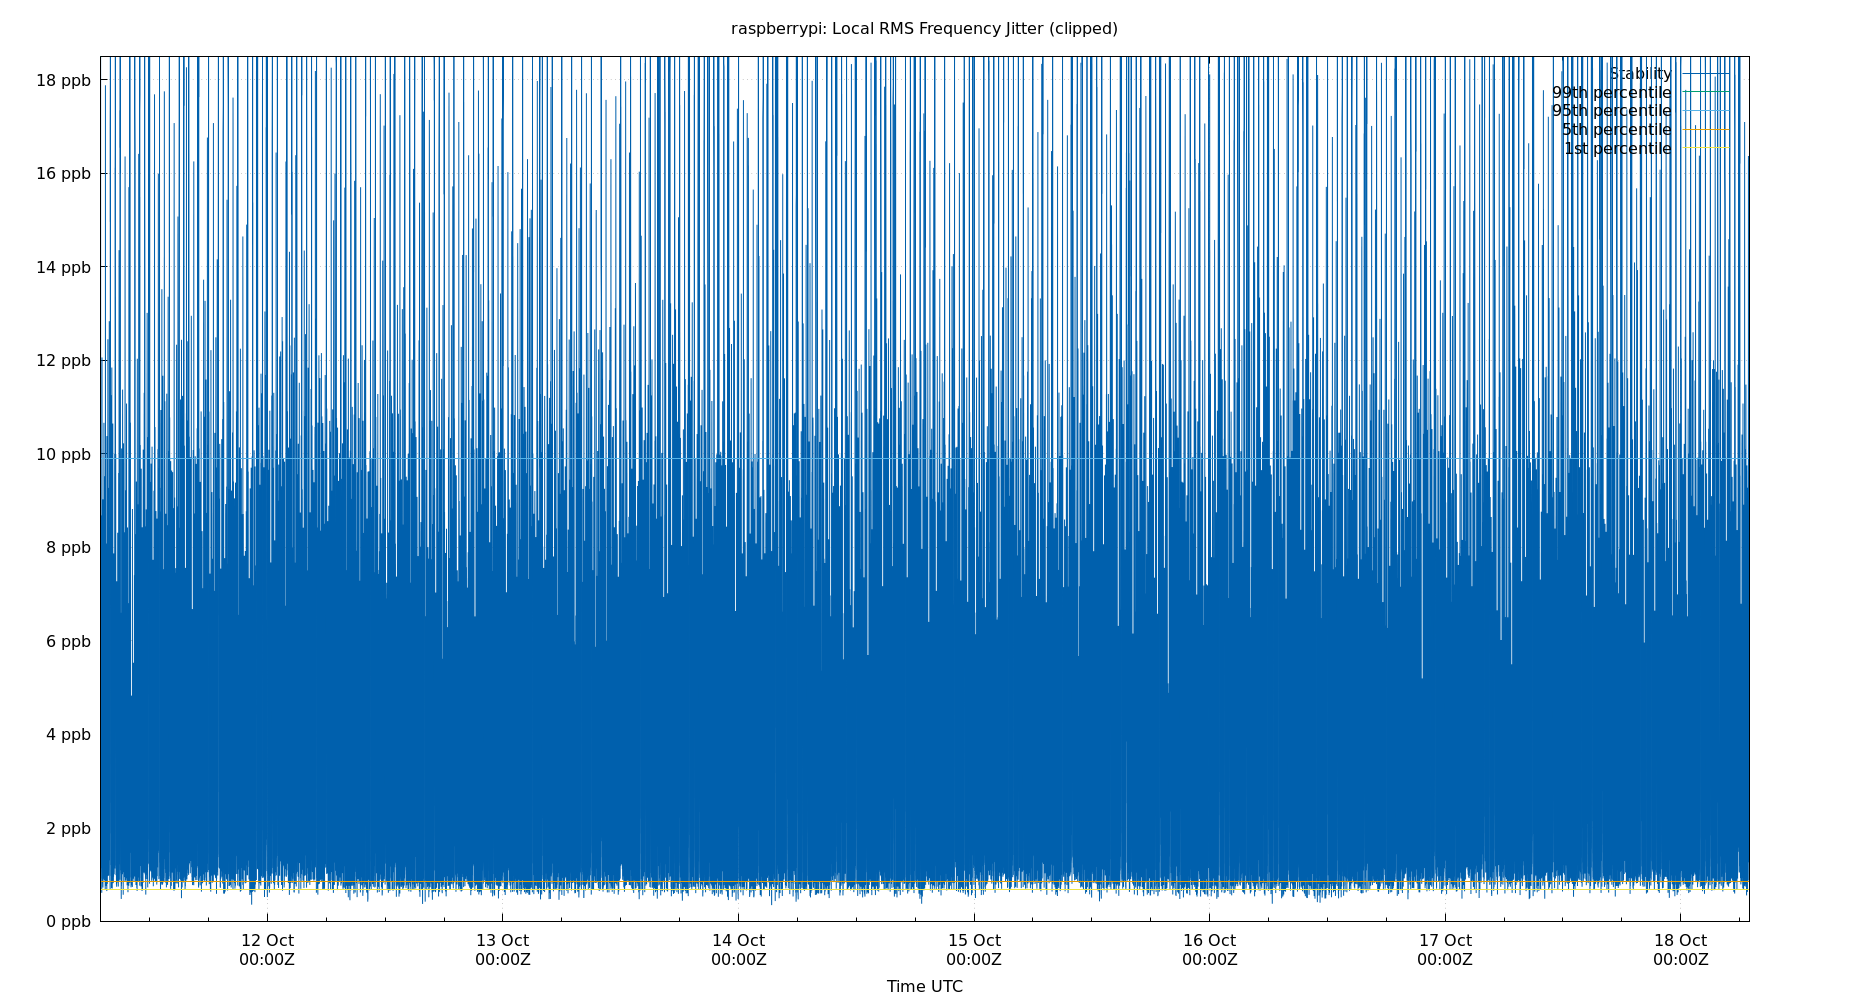 raspberrypi: Local RMS Frequency Jitter (clipped)
18 ppb
16 ppb
14 ppb
12 ppb
10 ppb
8 ppb
6 ppb
4 ppb
2 ppb
0 ppb
Stability
99th percentile
95th percentile
5th percentile
1st percentile
12 Oct 13 Oct 14 Oct 15 Oct 16 Oct 17 Oct 18 Oct
00:00Z 00:00Z 00:00Z 00:00Z 00:00Z 00:00Z 00:00Z
Time UTC